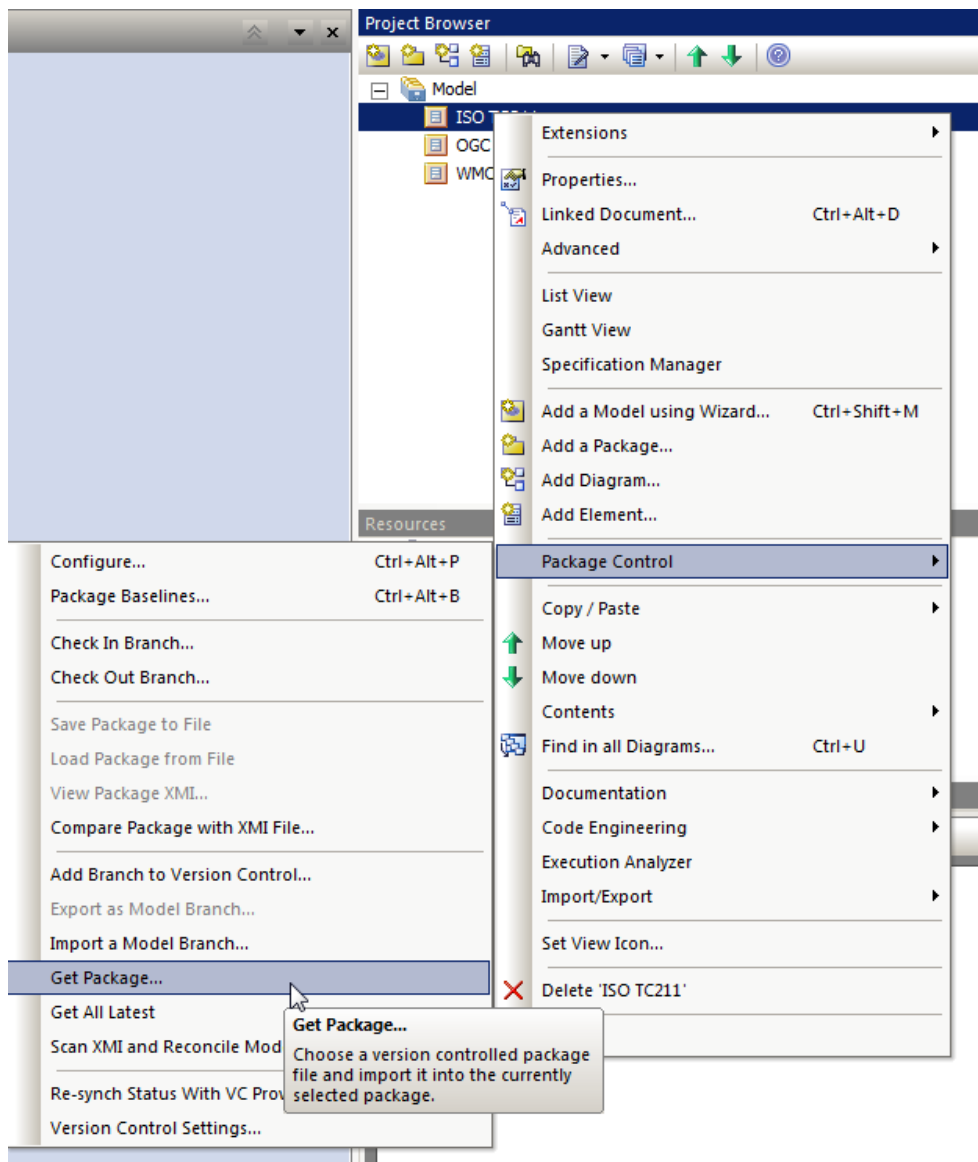 Project Browser
Model
ISO
OGC
WMO
Extensions
Properties...
Linked Document... Ctrl+Alt+D
Advanced
List View
Gantt View
Specification Manager
Add a Model using Wizard... Ctrl+Shift+M
Add a Package...
Add Diagram...
Add Element...
Resources
Package Control
Copy / Paste
Move up
Move down
Contents
Find in all Diagrams... Ctrl+U
Documentation
Code Engineering
Execution Analyzer
Import/Export
Set View Icon...
Delete 'ISO TC211'
Configure... Ctrl+Alt+P
Package Baselines... Ctrl+Alt+B
Check In Branch...
Check Out Branch...
Save Package to File
Load Package from File
View Package XMI...
Compare Package with XMI File...
Add Branch to Version Control...
Export as Model Branch...
Import a Model Branch...
Get Package...
Get All Latest
Scan XMI and Reconcile Mod
Re-synch Status With VC Prov
Version Control Settings...
Get Package...
Choose a version controlled package
file and import it into the currently
selected package.